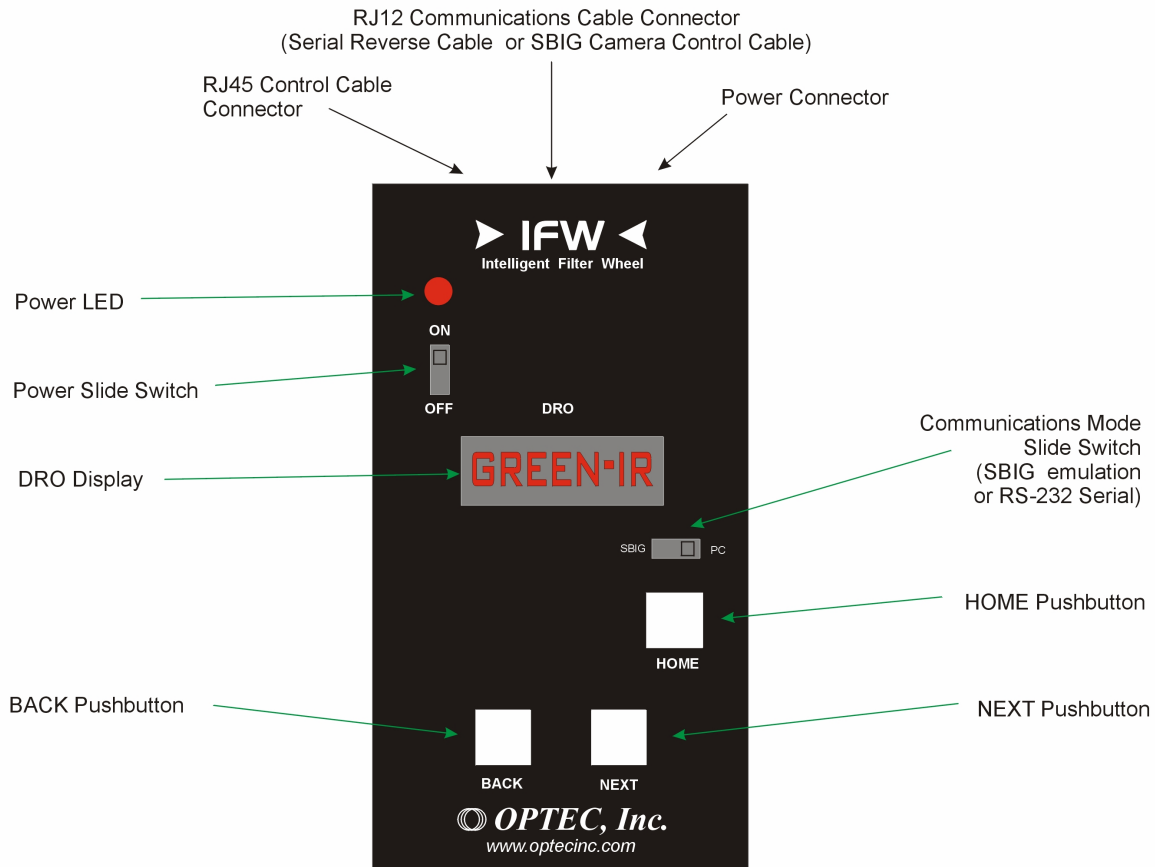 RJ12 Communications Cable Connector
(Serial Reverse Cable or SBIG Camera Control Cable)
RJ45 Control Cable
Connector
Power Connector
IFW
Intelligent Filter Wheel
Power LED
ON
Power Slide Switch
OFF
DRO
Communications Mode
Slide Switch
(SBIG emulation
or RS-232 Serial)
DRO Display
GREEN-IR
SBIG
PC
HOME Pushbutton
HOME
BACK Pushbutton
NEXT Pushbutton
BACK
NEXT
OPTEC, Inc.
www.optecinc.com